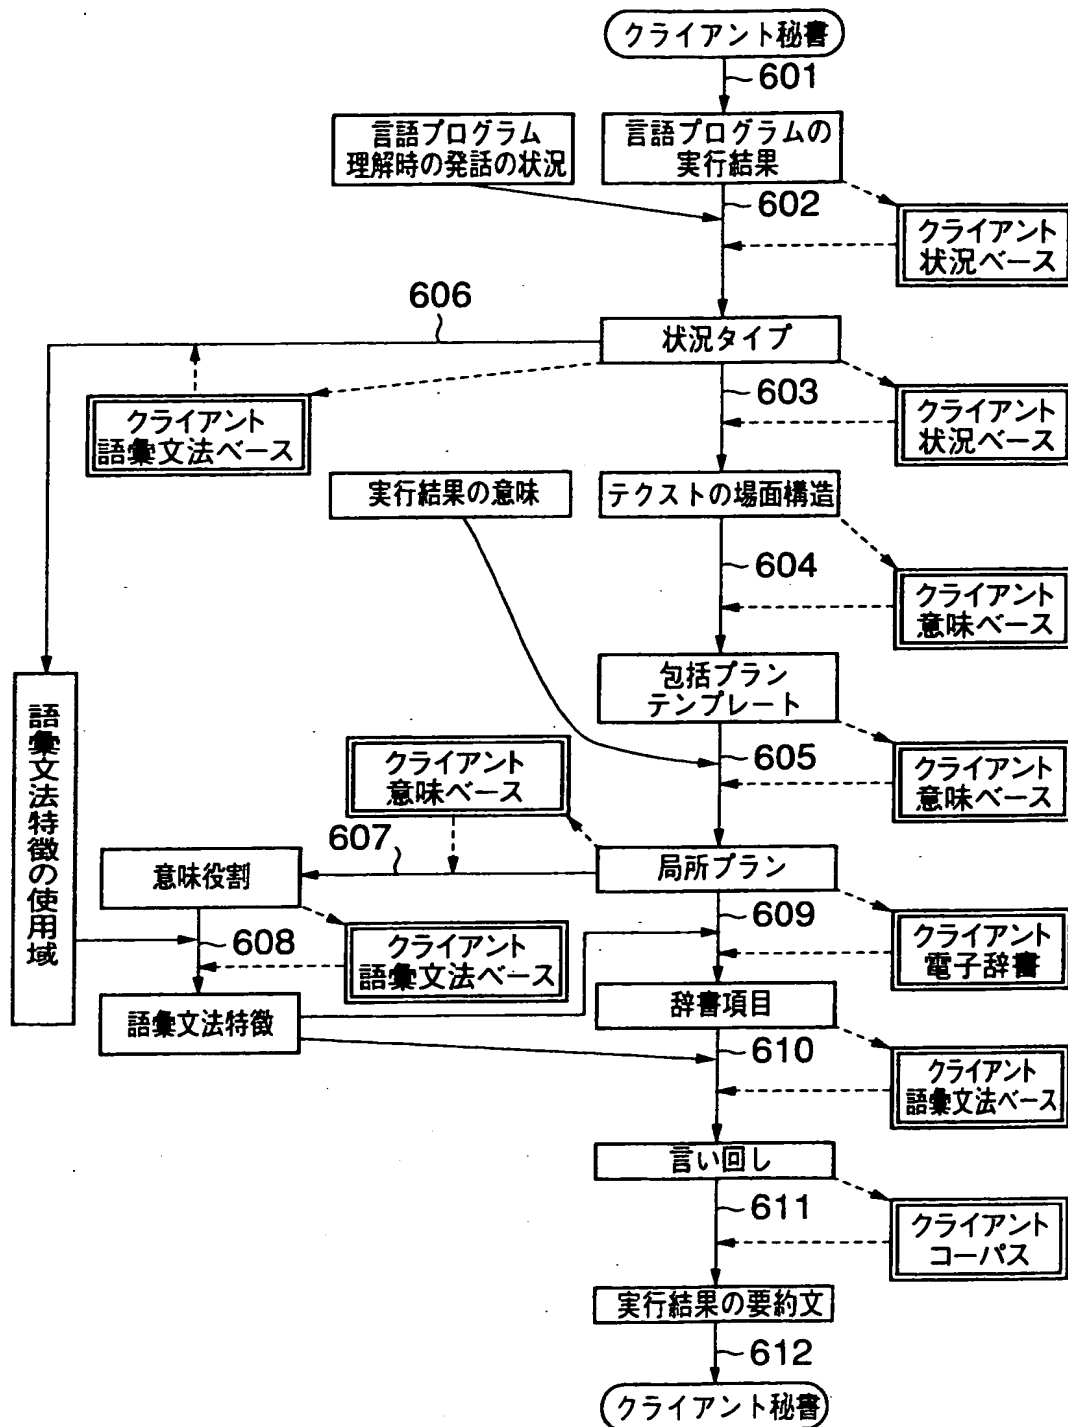 クライアント秘書
601
言語プログラム
理解時の発話の状況
言語プログラムの
実行結果
602
クライアント
状況ベース
606
状況タイプ
603
クライアント
語彙文法ベース
クライアント
状況ベース
実行結果の意味
テクストの場面構造
604
クライアント
意味ベース
包括プラン
テンプレート
語彙文法特徴の使用域
クライアント
意味ベース
605
クライアント
意味ベース
607
意味役割
局所プラン
609
608
クライアント
語彙文法ベース
クライアント
電子辞書
語彙文法特徴
辞書項目
610
クライアント
語彙文法ベース
言い回し
611
クライアント
コーパス
実行結果の要約文
612
クライアント秘書